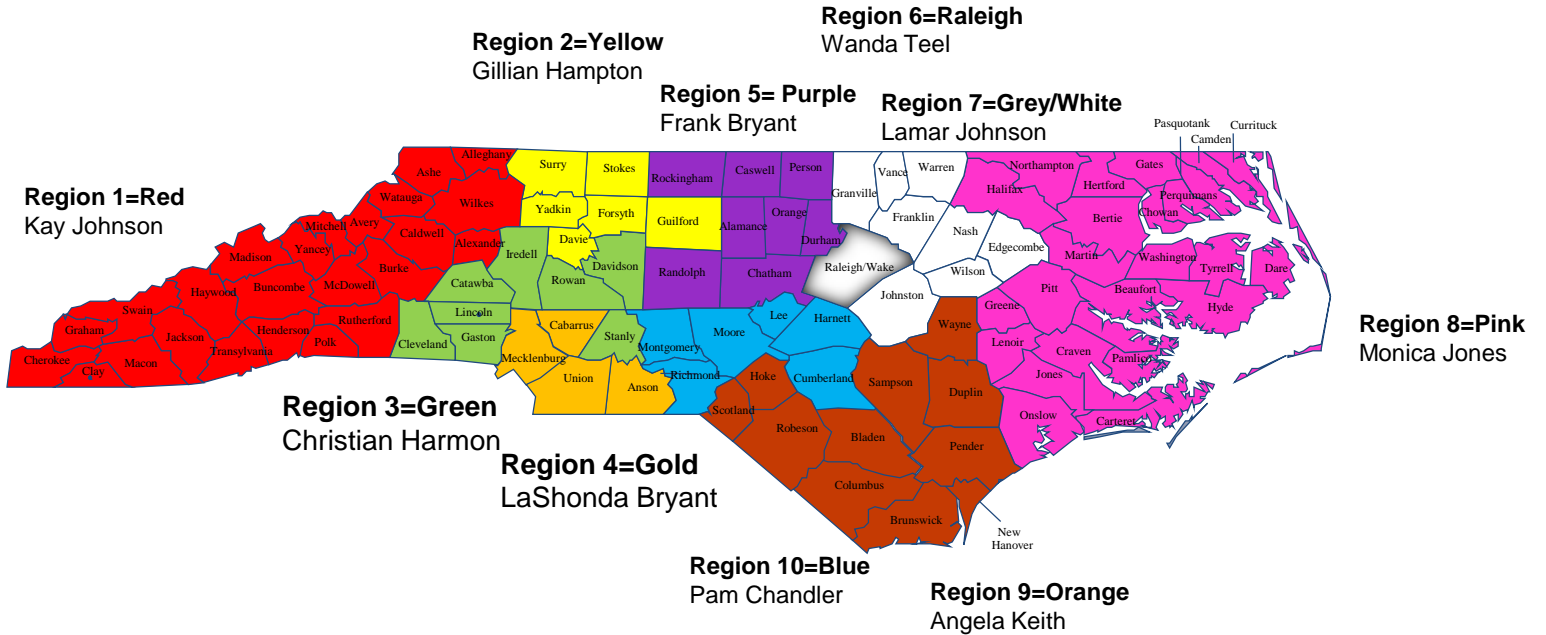 Region 6=Raleigh
Wanda Teel
Region 2=Yellow
Gillian Hampton
Region 5= Purple
Frank Bryant
Region 7=Grey/White
Lamar Johnson
Pasquotank
Currituck
Camden
Region 1=Red
Kay Johnson
Alleghany
Ashe
Surry
Stokes
Rockingham
Caswell
Person
Granville
Vance
Warren
Northampton
Gates
Halifax
Hertford
Perquimans
Watauga
Wilkes
Yadkin
Forsyth
Guilford
Alamance
Orange
Durham
Franklin
Bertie
Chowan
Mitchell
Avery
Caldwell
Alexander
Davie
Nash
Edgecombe
Madison
Yancey
Burke
Iredell
Davidson
Randolph
Chatham
Raleigh/Wake
Wilson
Martin
Washington
Tyrrell
Dare
Haywood
Buncombe
McDowell
Catawba
Rowan
Johnston
Pitt
Beaufort
Hyde
Swain
Graham
Jackson
Henderson
Rutherford
Lincoln
Cabarrus
Lee
Harnett
Greene
Wayne
Cherokee
Clay
Macon
Transylvania
Polk
Cleveland
Gaston
Stanly
Montgomery
Moore
Lenoir
Craven
Pamlico
Mecklenburg
Union
Anson
Richmond
Hoke
Cumberland
Sampson
Duplin
Jones
Scotland
Robeson
Bladen
Pender
Onslow
Carteret
Columbus
Brunswick
New
Hanover
Region 8=Pink
Monica Jones
Region 3=Green
Christian Harmon
Region 4=Gold
LaShonda Bryant
Region 10=Blue
Pam Chandler
Region 9=Orange
Angela Keith